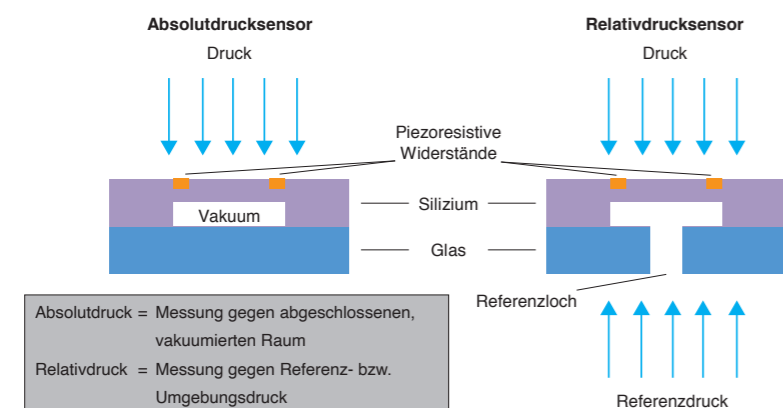 Absolutdrucksensor
Druck
Relativdrucksensor
Druck
Piezoresistive
Widerstände
Vakuum
Silizium
Glas
Referenzloch
Absolutdruck = Messung gegen abgeschlossenen,
vakuumierten Raum
Relativdruck = Messung gegen Referenz- bzw.
Umgebungsdruck
Referenzdruck